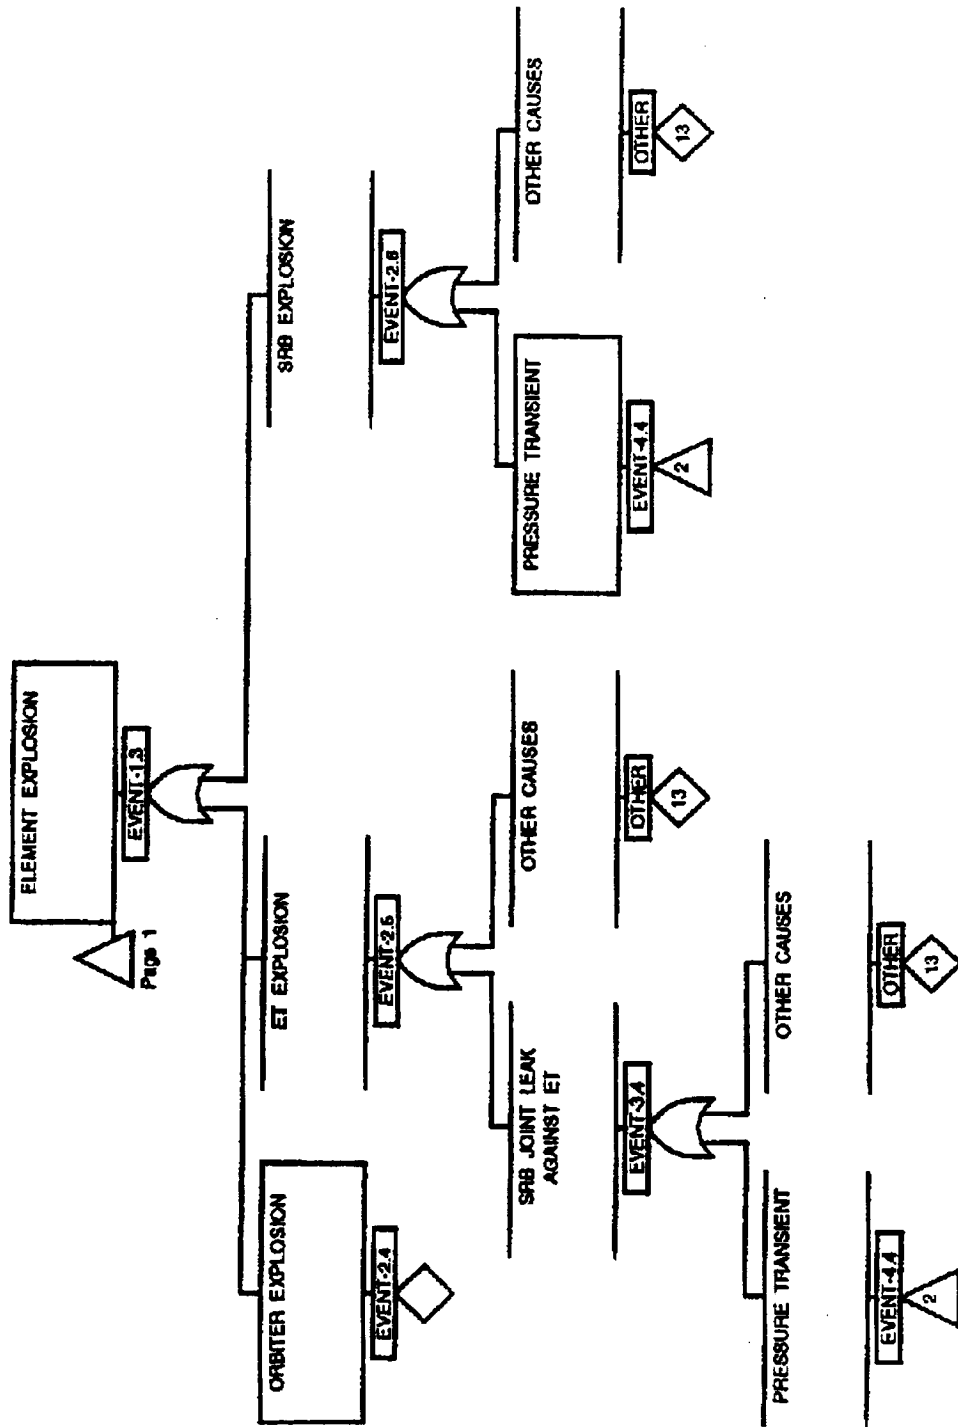 ELEMENT EXPLOSION
EVENT-1.3
Page 1
ORBITER EXPLOSION
EVENT-2.4
ET EXPLOSION
EVENT-2.5
SRB EXPLOSION
EVENT-2.6
SRB JOINT LEAK
AGAINST ET
EVENT-3.4
OTHER CAUSES
OTHER
13
PRESSURE TRANSIENT
EVENT-4.4
2
OTHER CAUSES
OTHER
13
PRESSURE TRANSIENT
EVENT-4.4
2
OTHER CAUSES
OTHER
13